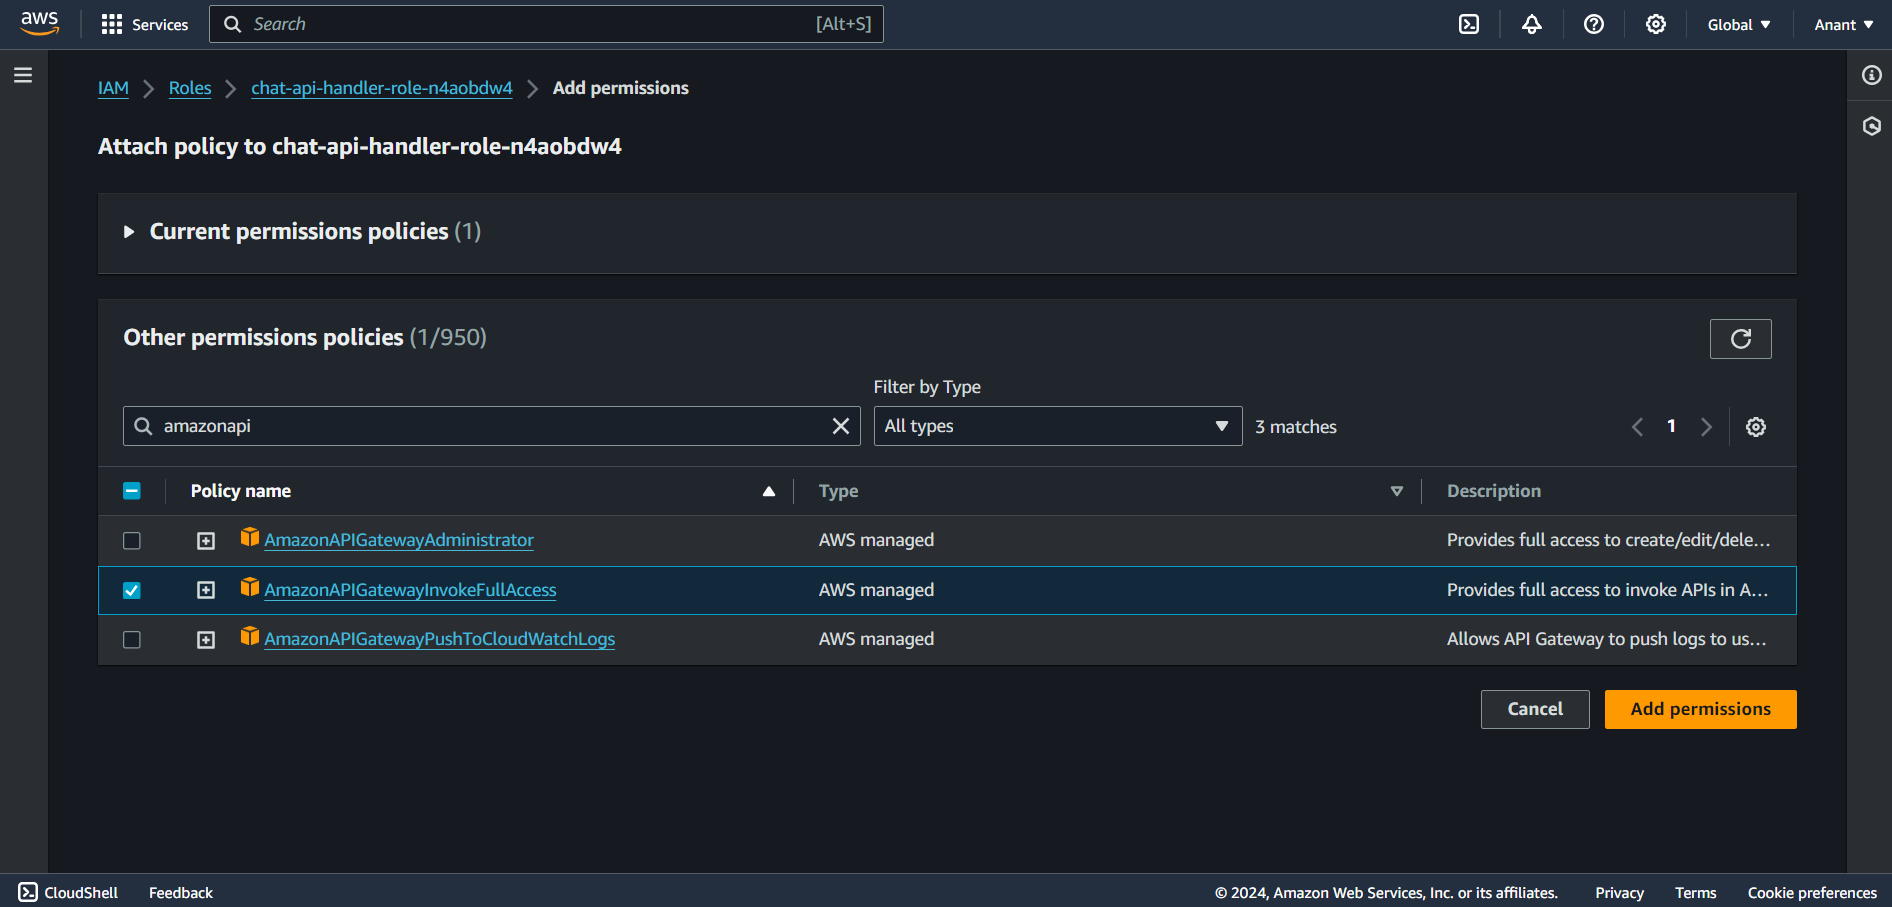 aws Services Search [Alt+S] Global Anant
IAM Roles chat-api-handler-role-n4aobdw4 Add permissions
Attach policy to chat-api-handler-role-n4aobdw4
Current permissions policies (1)
Other permissions policies (1/950)
Filter by Type
amazonapi All types 3 matches 1
Policy name Type Description
AmazonAPIGatewayAdministrator AWS managed Provides full access to create/edit/dele...
AmazonAPIGatewayInvokeFullAccess AWS managed Provides full access to invoke APIs in A...
AmazonAPIGatewayPushToCloudWatchLogs AWS managed Allows API Gateway to push logs to us...
Cancel Add permissions
CloudShell Feedback © 2024, Amazon Web Services, Inc. or its affiliates. Privacy Terms Cookie preferences